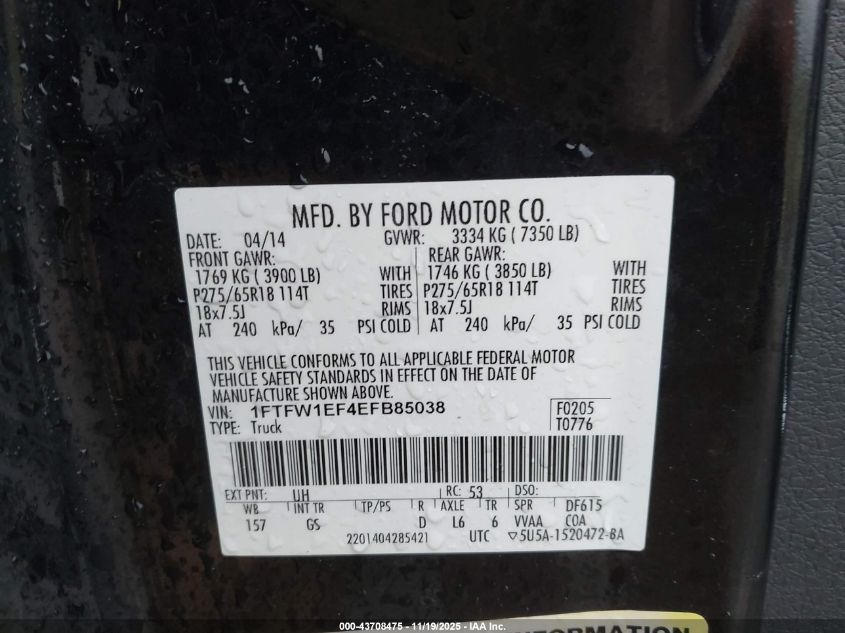 MFD. BY FORD MOTOR CO.
DATE: 04/14 GVWR: 3334 KG ( 7350 LB)
FRONT GAWR: REAR GAWR:
1769 KG ( 3900 LB) WITH 1746 KG ( 3850 LB) WITH
P275/65R18 114T TIRES P275/65R18 114T TIRES
18x7.5J RIMS 18x7.5J RIMS
AT 240 kPa/ 35 PSI COLD AT 240 kPa/ 35 PSI COLD
THIS VEHICLE CONFORMS TO ALL APPLICABLE FEDERAL MOTOR
VEHICLE SAFETY STANDARDS IN EFFECT ON THE DATE OF
MANUFACTURE SHOWN ABOVE.
VIN: 1FTFW1EF4EFB85038 F0205
TYPE: Truck T0776
EXT PNT: UH RC: 53 DSO:
WB INT TR TP/PS R AXLE TR SPR DF615
157 GS D L6 6 VVAA COA
2201404285421 UTC ▽5U5A-1520472-BA
INFORMATION
000-43708475 — 11/19/2025 — IAA Inc.